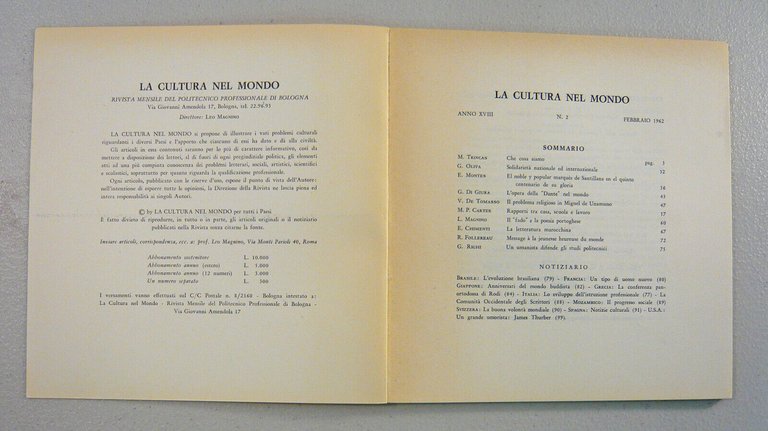 LA CULTURA NEL MONDO
RIVISTA MENSILE DEL POLITECNICO PROFESSIONALE DI BOLOGNA
Via Giovanni Amendola 17, Bologna, tel. 22.96.95
Direttore: LEO MAGNINO
LA CULTURA NEL MONDO si propone di illustrare i vari problemi culturali
riguardanti i diversi Paesi e l'apporto che ciascuno di essi ha dato e dà alla civiltà.
Gli articoli in essa contenuti saranno per lo più di carattere informativo, così da
mettere a disposizione dei lettori, al di fuori di ogni pregiudiziale politica, gli elementi
atti ad una più compiuta conoscenza dei problemi letterari, sociali, artistici, scientifici
e scolastici, soprattutto per quanto riguarda la qualificazione professionale.
Ogni articolo, pubblicato con le riserve d'uso, espone il punto di vista dell'Autore:
nell'intenzione di esporre tutte le opinioni, la Direzione della Rivista ne lascia piena ed
intera responsabilità ai singoli Autori.
© by LA CULTURA NEL MONDO per tutti i Paesi
È fatto divieto di riprodurre, in tutto o in parte, gli articoli originali o il notiziario
pubblicati nella Rivista senza citarne la fonte.
Inviare articoli, corrispondenza, ecc. a: prof. Leo Magnino, Via Monti Parioli 40, Roma
Abbonamento sostenitore L. 10.000
Abbonamento annuo (estero) L. 5.000
Abbonamento annuo (12 numeri) L. 3.000
Un numero separato L. 300
I versamenti vanno effettuati sul C/C Postale n. 8/2160 - Bologna intestato a:
La Cultura nel Mondo - Rivista Mensile del Politecnico Professionale di Bologna -
Via Giovanni Amendola 17
LA CULTURA NEL MONDO
ANNO XVIII N. 2 FEBBRAIO 1962
SOMMARIO
M. TRINCAS Che cosa siamo pag. 3
G. OLIVA Solidarietà nazionale ed internazionale 32
E. MONTES El noble y popular marqués de Santillana en el quinto
centenario de su gloria 36
G. DI GIURA L'opera della "Dante" nel mondo 43
V. DE TOMASSO Il problema religioso in Miguel de Unamuno 47
M. P. CARTER Rapporti tra casa, scuola e lavoro 57
L. MAGNINO Il "fado" e la poesia portoghese 60
E. CHIMENTI La letteratura marocchina 67
R. FOLLEREAU Message à la jeunesse heureuse du monde 72
G. RIGHI Un umanista difende gli studi politecnici 75
NOTIZIARIO
BRASILE: L'evoluzione brasiliana (79) - FRANCIA: Un tipo di uomo nuovo (80)
GIAPPONE: Anniversari del mondo buddista (82) - GRECIA: La conferenza pan-
ortodossa di Rodi (84) - ITALIA: Lo sviluppo dell'istruzione professionale (77) - La
Comunità Occidentale degli Scrittori (88) - MOZAMBICO: Il progresso sociale (89)
SVIZZERA: La buona volontà mondiale (90) - SPAGNA: Notizie culturali (91) - U.S.A.:
Un grande umorista: James Thurber (93).